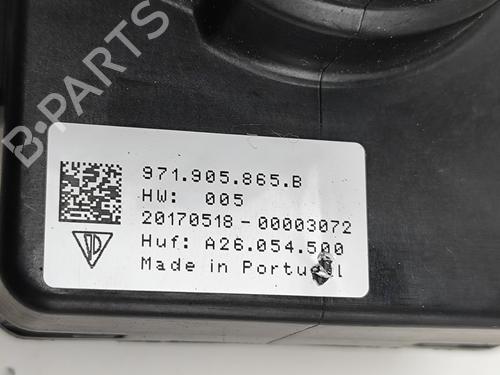 B-PARTS
971.905.865.B
HW: 005
20170518-00003072
Huf: A26.054.500
Made in Portugal